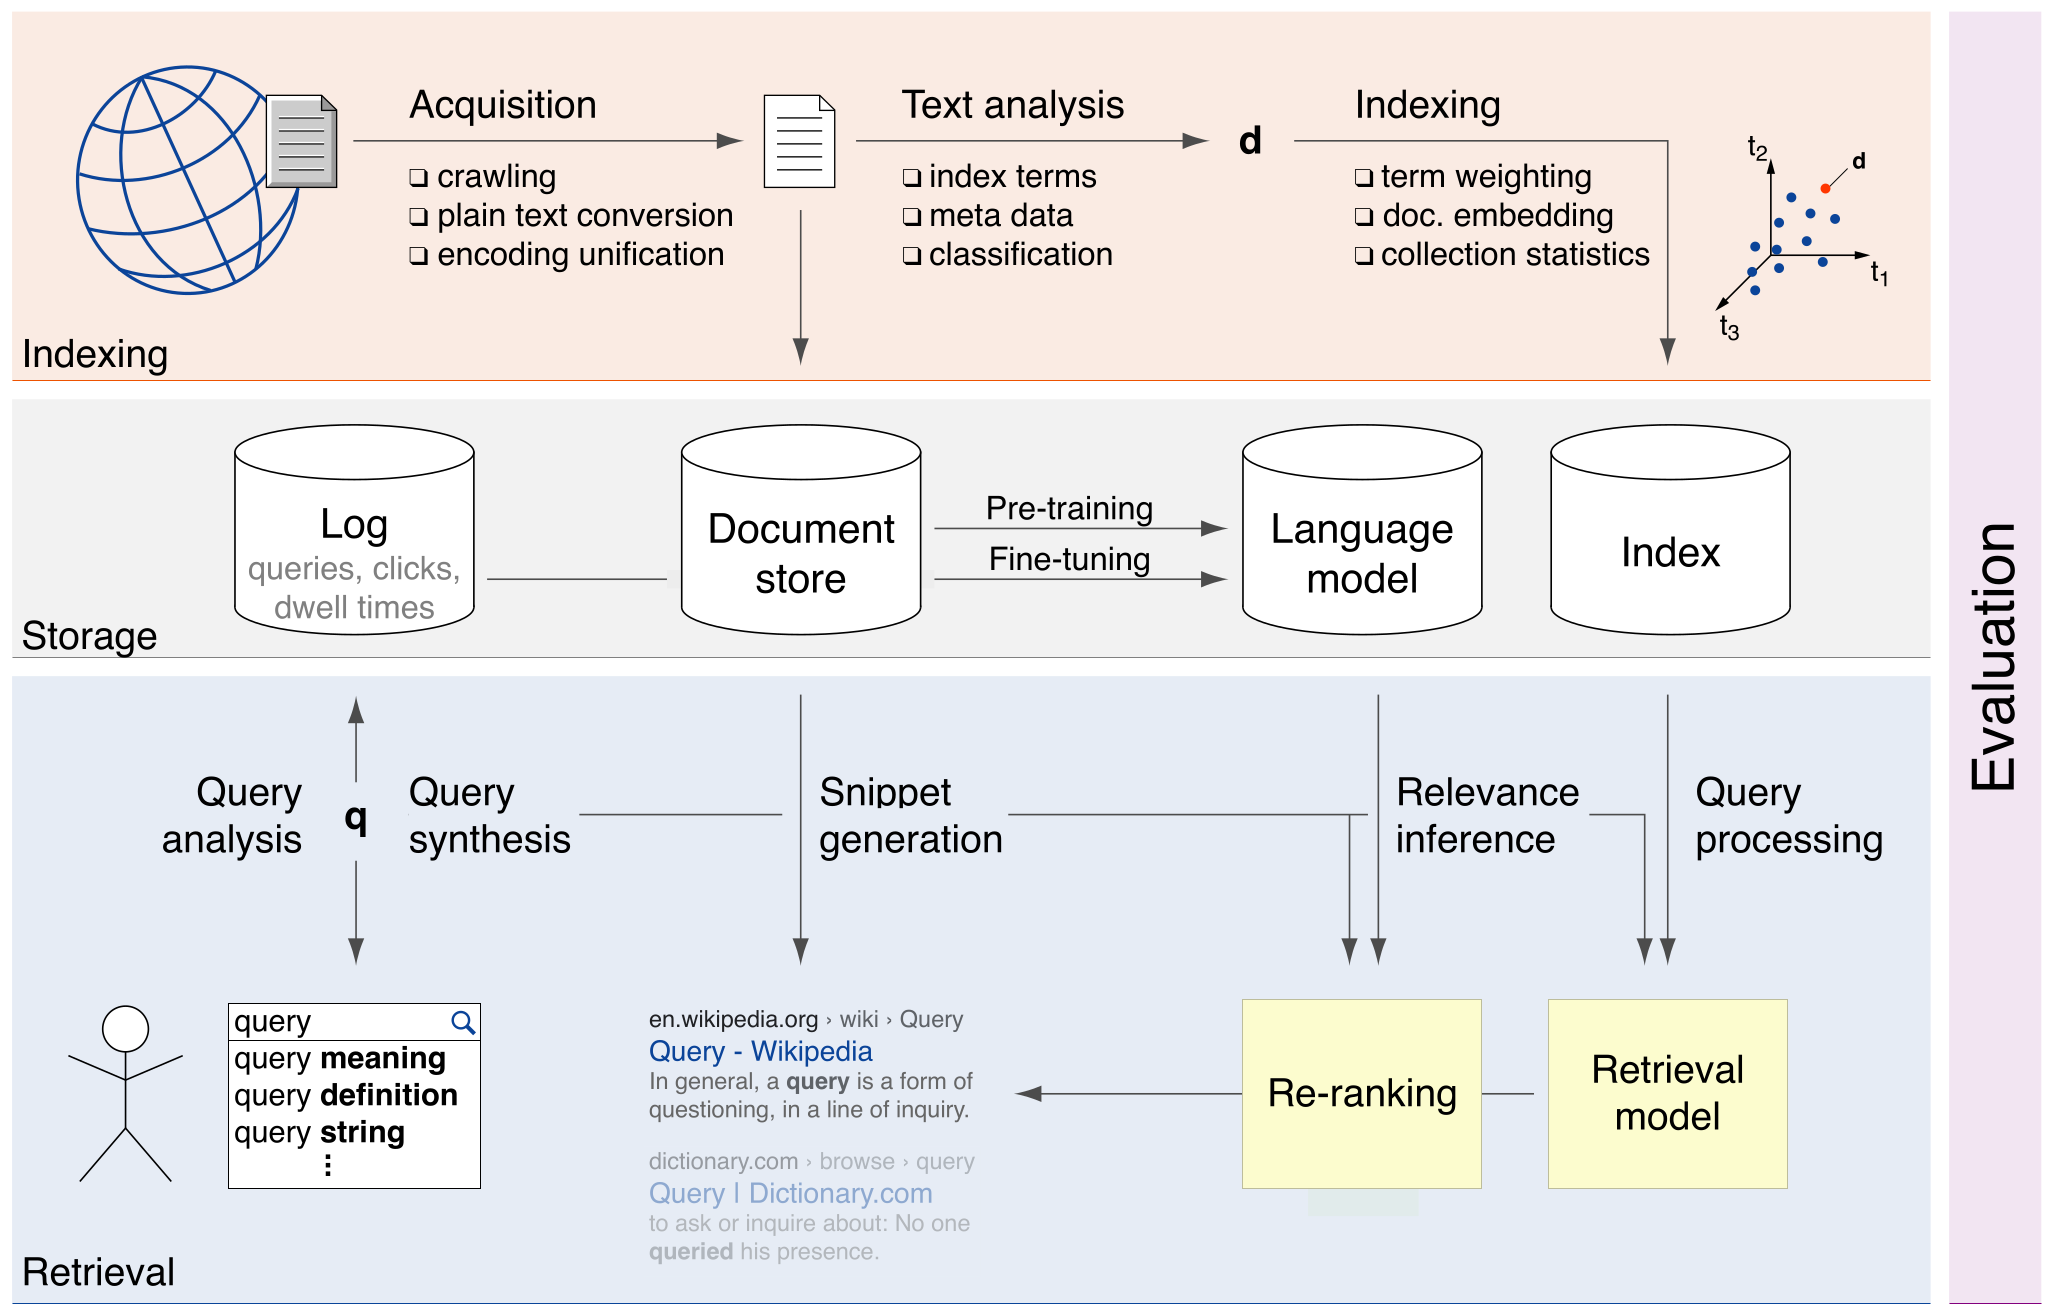 Acquisition
❏ crawling
❏ plain text conversion
❏ encoding unification
Text analysis
❏ index terms
❏ meta data
❏ classification
d
Indexing
❏ term weighting
❏ doc. embedding
❏ collection statistics
t2
d
t1
t3
Indexing
Log
queries, clicks,
dwell times
Document
store
Pre-training
Fine-tuning
Language
model
Index
Storage
Evaluation
Query
analysis
q
Query
synthesis
Snippet
generation
Relevance
inference
Query
processing
query
query meaning
query definition
query string
⋮
en.wikipedia.org › wiki › Query
Query - Wikipedia
In general, a query is a form of
questioning, in a line of inquiry.
dictionary.com › browse › query
Query | Dictionary.com
to ask or inquire about: No one
queried his presence.
Re-ranking
Retrieval
model
Retrieval